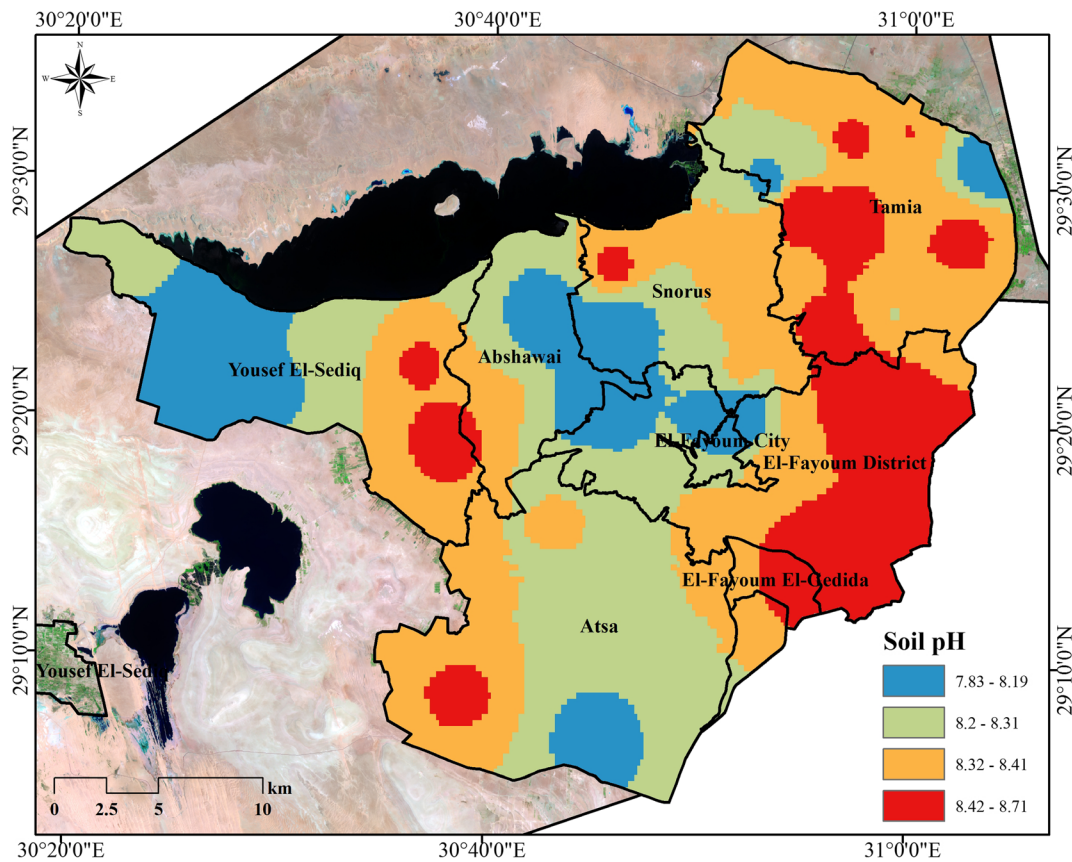 30°20'0"E 30°40'0"E 31°0'0"E
N
W E
S
29°30'0"N
29°30'0"N
Tamia
Snorus
Abshawai
Yousef El-Sediq
29°20'0"N
29°20'0"N
El-Fayoum City
El-Fayoum District
El-Fayoum El-Gedida
Atsa
29°10'0"N
29°10'0"N
Yousef El-Sed
Soil pH
7.83 - 8.19
8.2 - 8.31
8.32 - 8.41
8.42 - 8.71
km
0 2.5 5 10
30°20'0"E 30°40'0"E 31°0'0"E